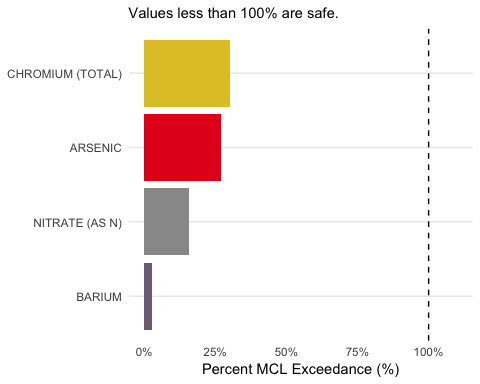 Values less than 100% are safe.
CHROMIUM (TOTAL)
ARSENIC
NITRATE (AS N)
BARIUM
0% 25% 50% 75% 100%
Percent MCL Exceedance (%)